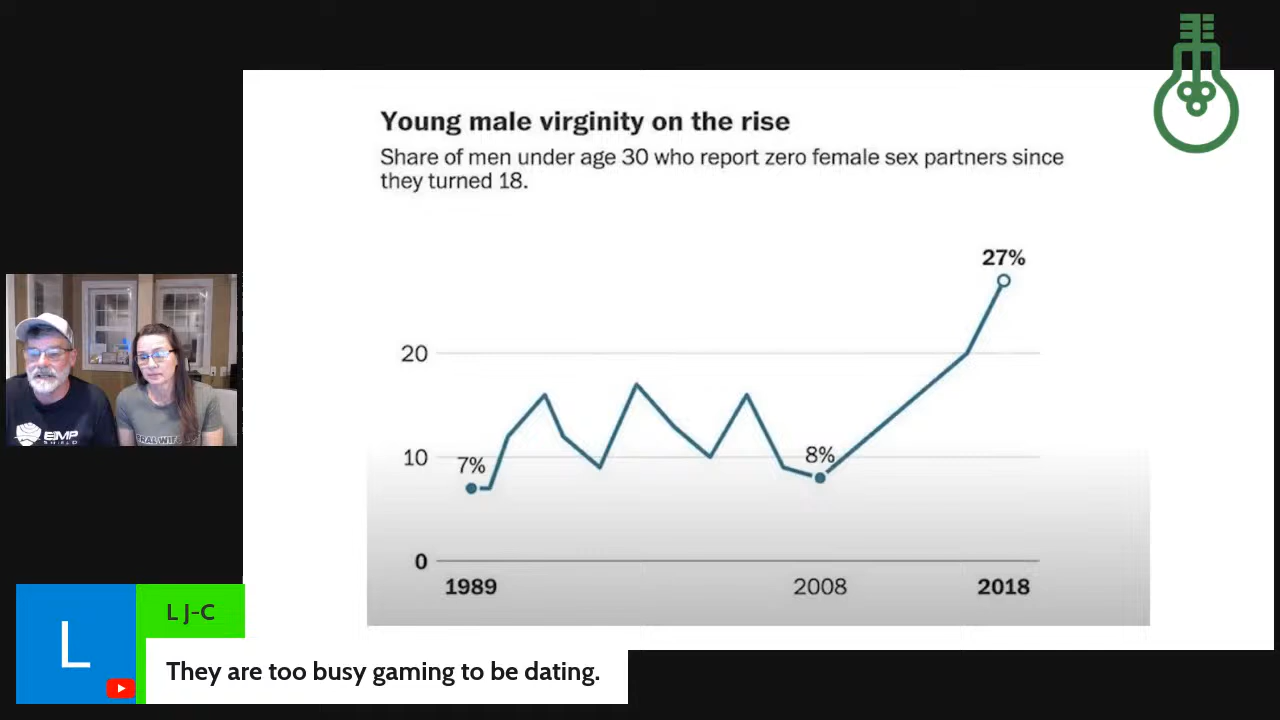 Young male virginity on the rise
Share of men under age 30 who report zero female sex partners since
they turned 18.
27%
20
8%
10
7%
0
1989
2008
2018
EMP
SHIELD
L
L J-C
They are too busy gaming to be dating.